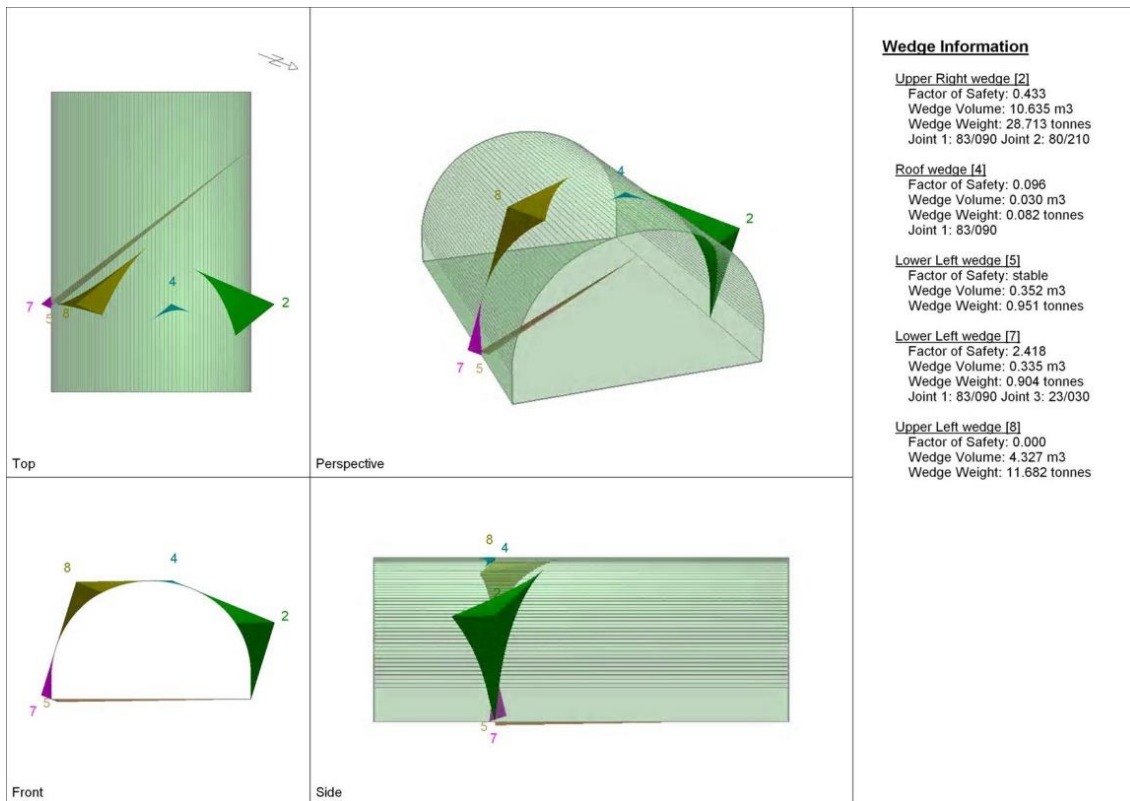 7
5
8
4
2
Top
8
4
2
7
5
Perspective
8
4
2
5
7
Front
8
4
2
5
7
Side
Wedge Information
Upper Right wedge [2]
Factor of Safety: 0.433
Wedge Volume: 10.635 m3
Wedge Weight: 28.713 tonnes
Joint 1: 83/090 Joint 2: 80/210
Roof wedge [4]
Factor of Safety: 0.096
Wedge Volume: 0.030 m3
Wedge Weight: 0.082 tonnes
Joint 1: 83/090
Lower Left wedge [5]
Factor of Safety: stable
Wedge Volume: 0.352 m3
Wedge Weight: 0.951 tonnes
Lower Left wedge [7]
Factor of Safety: 2.418
Wedge Volume: 0.335 m3
Wedge Weight: 0.904 tonnes
Joint 1: 83/090 Joint 3: 23/030
Upper Left wedge [8]
Factor of Safety: 0.000
Wedge Volume: 4.327 m3
Wedge Weight: 11.682 tonnes